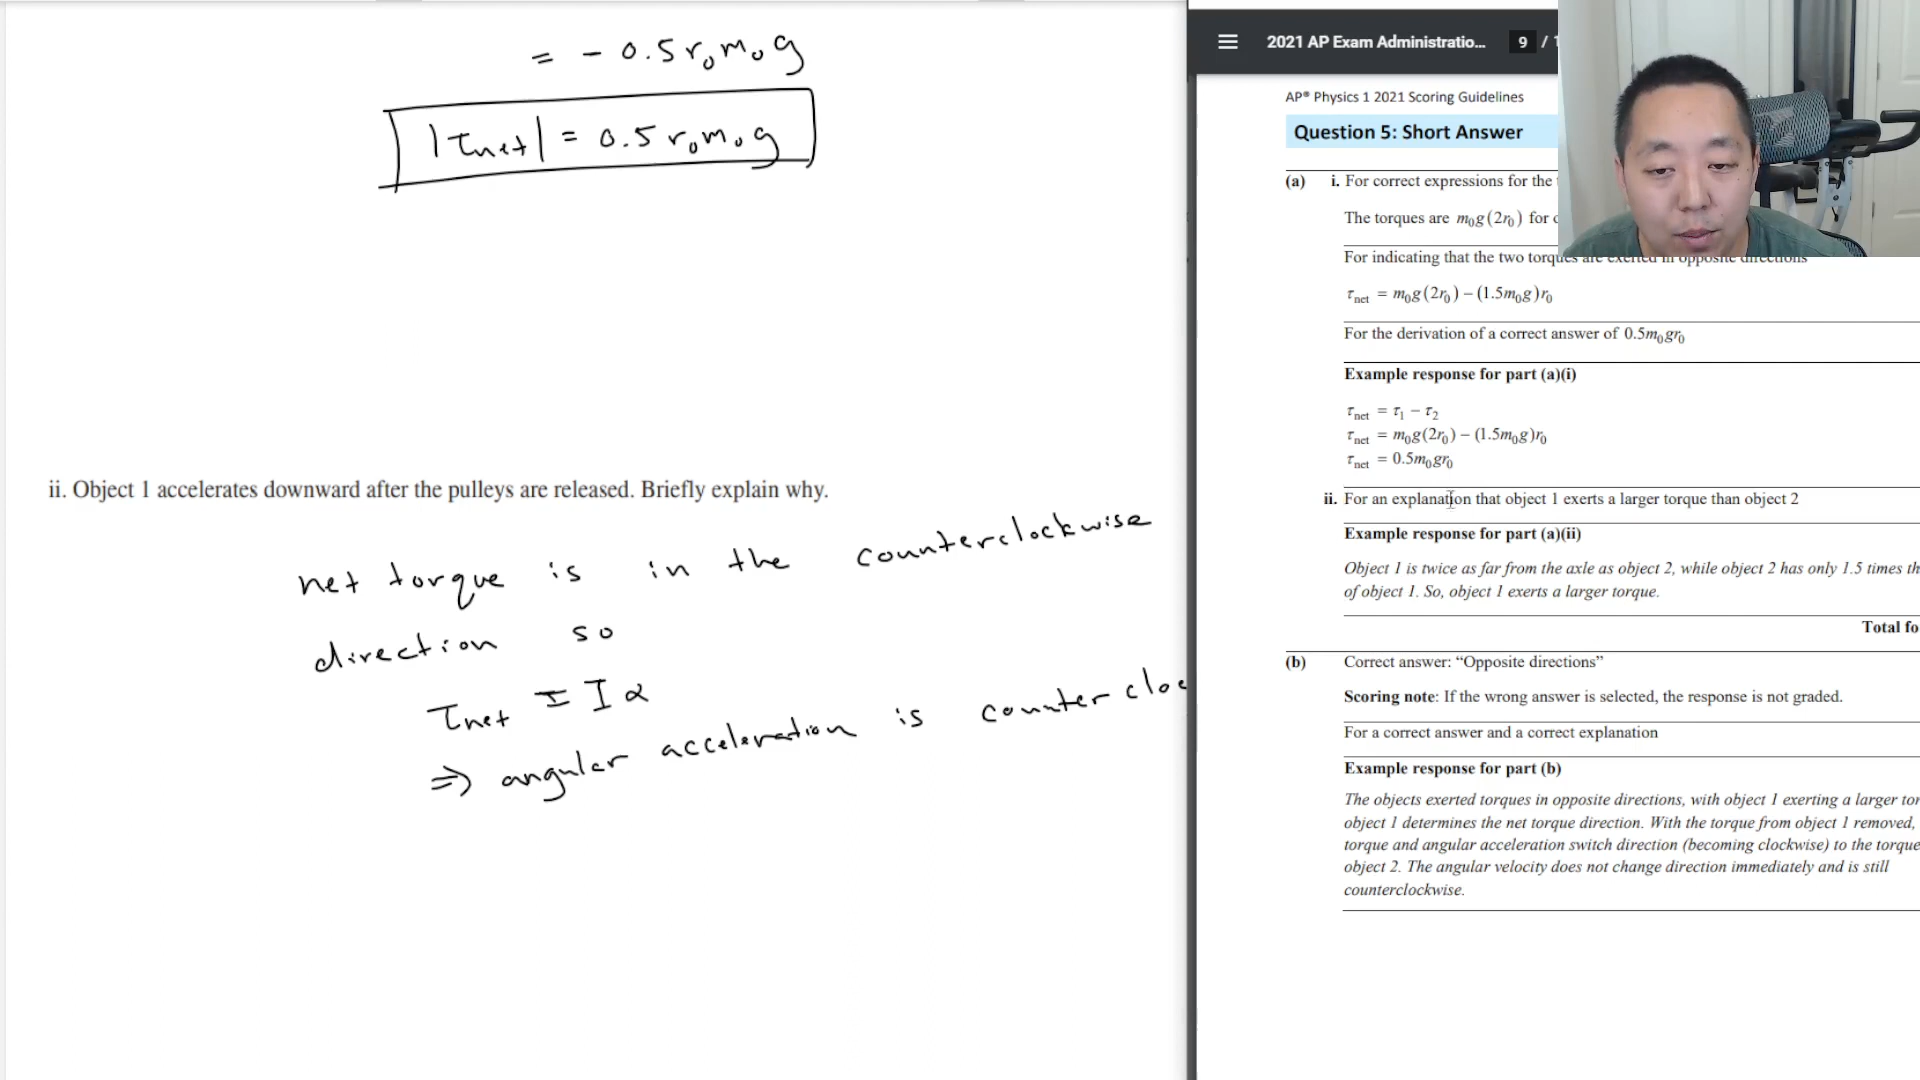 = - 0.5 r₀m₀g
|τnet| = 0.5 r₀m₀g
ii. Object 1 accelerates downward after the pulleys are released. Briefly explain why.
net torque is in the counterclockwise
direction so
τnet = Iα
⇒ angular acceleration is counter cloc
2021 AP Exam Administratio... 9 / 1
AP® Physics 1 2021 Scoring Guidelines
Question 5: Short Answer
(a) i. For correct expressions for the
The torques are m₀g(2r₀) for
For indicating that the two torques are exerted in opposite directions
τnet = m₀g(2r₀) − (1.5m₀g)r₀
For the derivation of a correct answer of 0.5m₀gr₀
Example response for part (a)(i)
τnet = τ₁ − τ₂
τnet = m₀g(2r₀) − (1.5m₀g)r₀
τnet = 0.5m₀gr₀
ii. For an explanation that object 1 exerts a larger torque than object 2
Example response for part (a)(ii)
Object 1 is twice as far from the axle as object 2, while object 2 has only 1.5 times th
of object 1. So, object 1 exerts a larger torque.
Total fo
(b) Correct answer: “Opposite directions”
Scoring note: If the wrong answer is selected, the response is not graded.
For a correct answer and a correct explanation
Example response for part (b)
The objects exerted torques in opposite directions, with object 1 exerting a larger tor
object 1 determines the net torque direction. With the torque from object 1 removed,
torque and angular acceleration switch direction (becoming clockwise) to the torque
object 2. The angular velocity does not change direction immediately and is still
counterclockwise.